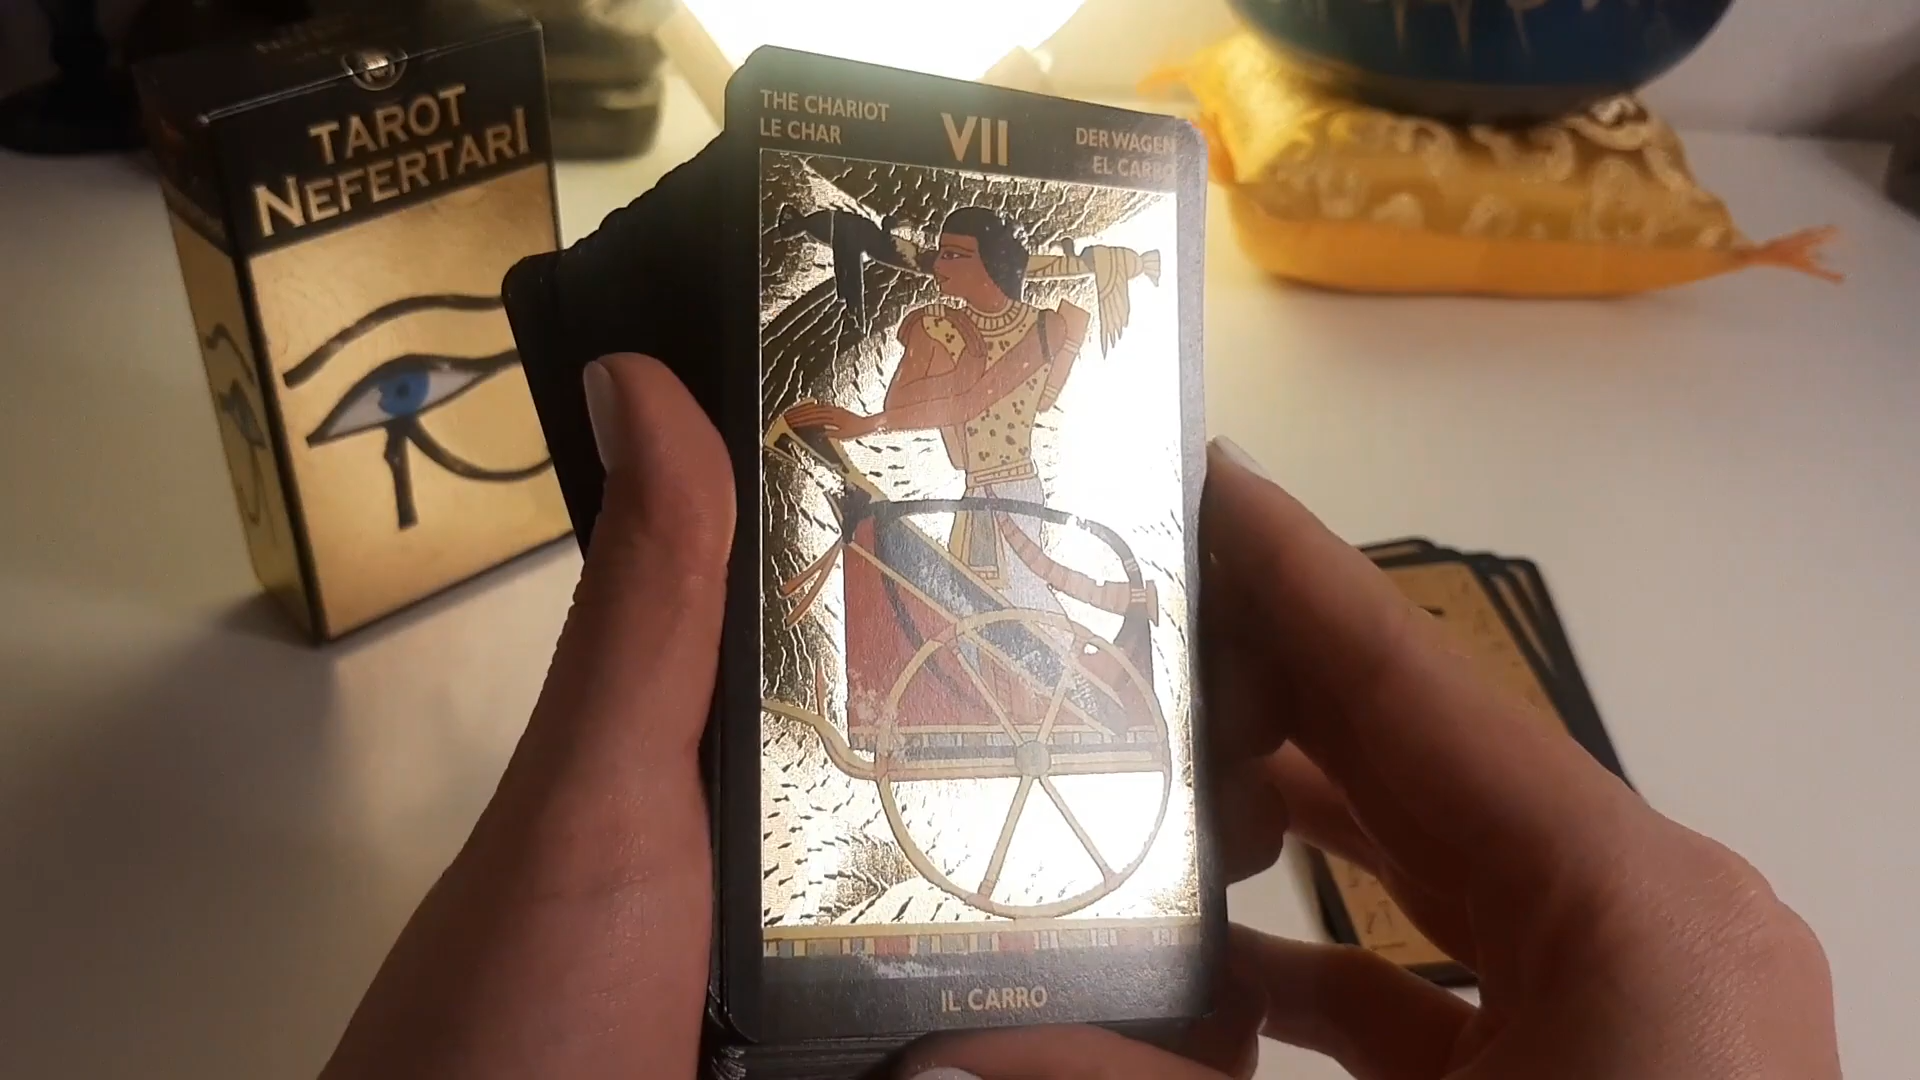 TAROT
NEFERTARI
THE CHARIOT
LE CHAR
VII
DER WAGEN
EL CARRO
IL CARRO